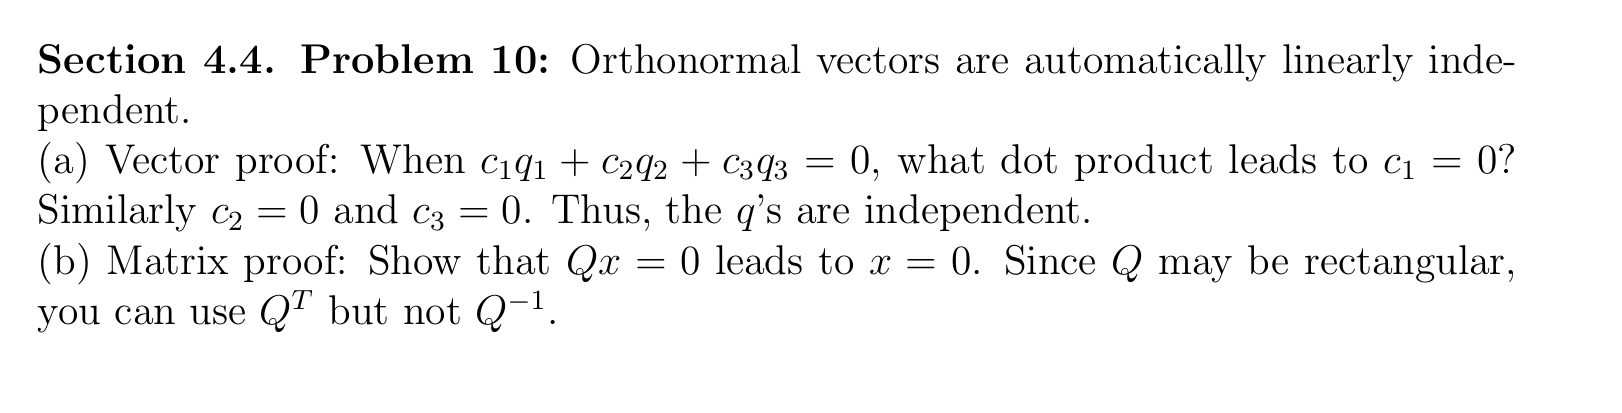 Section 4.4. Problem 10: Orthonormal vectors are automatically linearly inde-
pendent.
(a) Vector proof: When c₁q₁ + c₂q₂ + c₃q₃ = 0, what dot product leads to c₁ = 0?
Similarly c₂ = 0 and c₃ = 0. Thus, the q’s are independent.
(b) Matrix proof: Show that Qx = 0 leads to x = 0. Since Q may be rectangular,
you can use Qᵀ but not Q⁻¹.